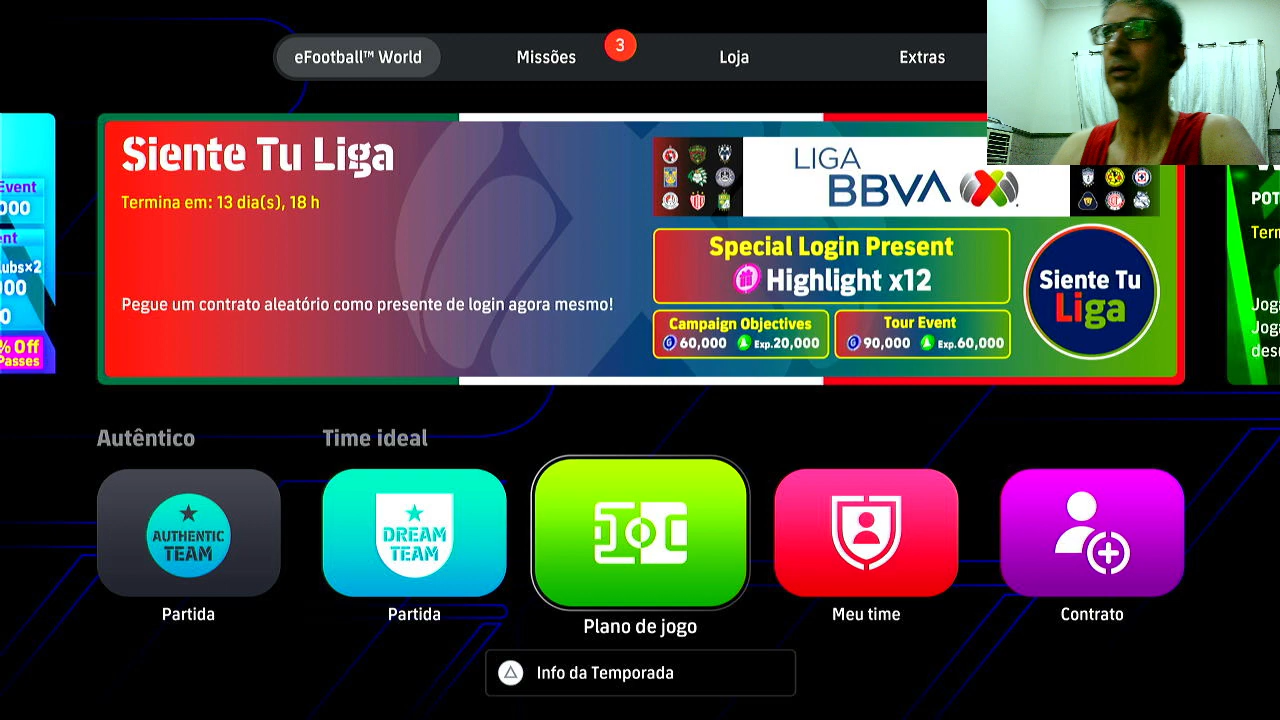 eFootball™ World
Missões
3
Loja
Extras
Siente Tu Liga
Termina em: 13 dia(s), 18 h
Pegue um contrato aleatório como presente de login agora mesmo!
LIGA
BBVA
Special Login Present
Highlight x12
Campaign Objectives
60,000 Exp.20,000
Tour Event
90,000 Exp.60,000
Siente Tu
Liga
Event
000
ent
lubs×2
000
0
% Off
Passes
POT
Term
Joga
Joga
desi
Autêntico
Time ideal
AUTHENTIC
TEAM
Partida
DREAM
TEAM
Partida
Plano de jogo
Meu time
Contrato
Info da Temporada